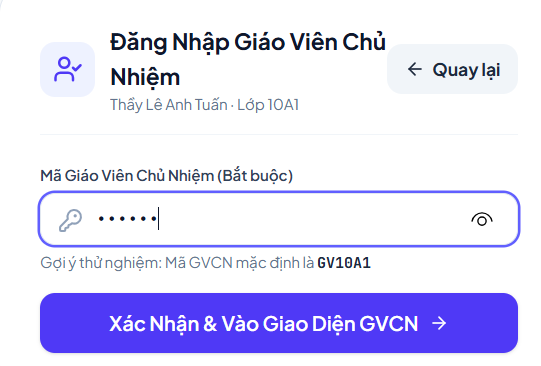 Đăng Nhập Giáo Viên Chủ
Nhiệm
Thầy Lê Anh Tuấn · Lớp 10A1
← Quay lại
Mã Giáo Viên Chủ Nhiệm (Bắt buộc)
••••••
Gợi ý thử nghiệm: Mã GVCN mặc định là GV10A1
Xác Nhận & Vào Giao Diện GVCN →